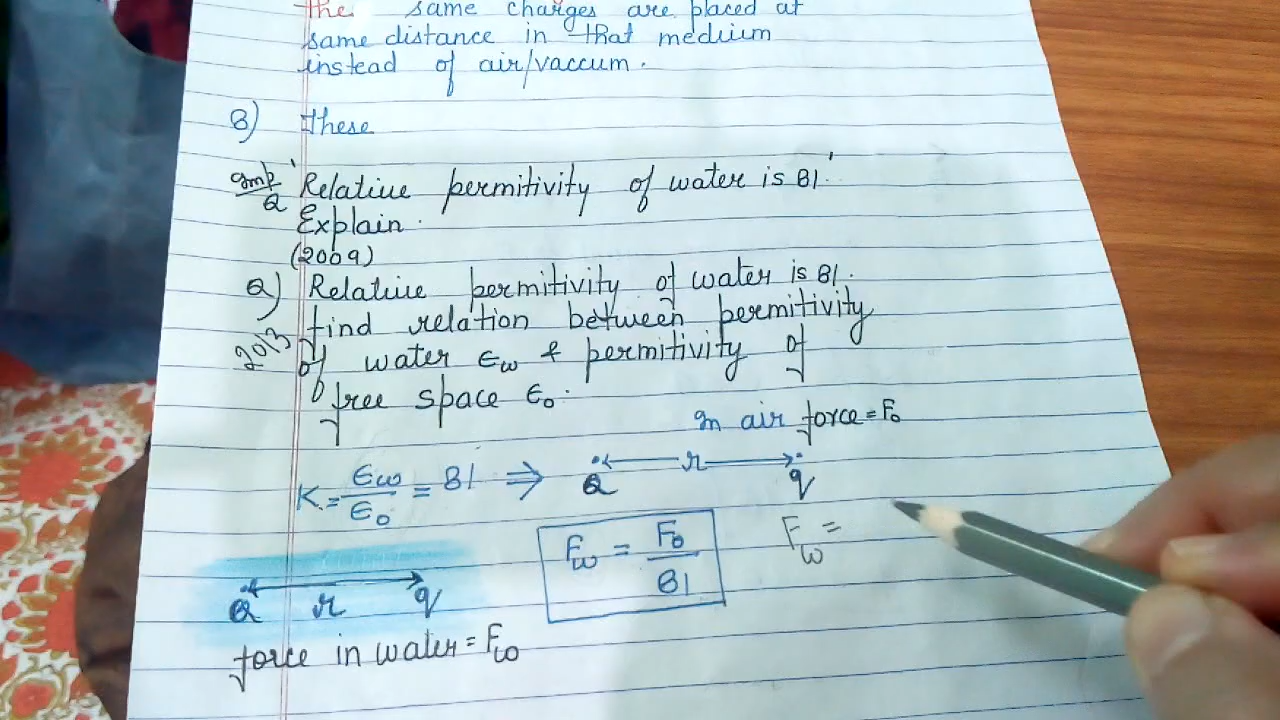 The same charges are placed at
same distance in that medium
instead of air/vaccum.
8) These
Imp 'Relative permitivity of water is 81.'
Q Explain.
(2009)
Q) Relative permitivity of water is 81.
2013 find relation between permitivity
of water ϵw & permitivity of
free space ϵ0.
In air force = F0
K = ϵw/ϵ0 = 81 ⇒
Q r q
Fw = F0/81
Fw =
Q r q
force in water = Fw